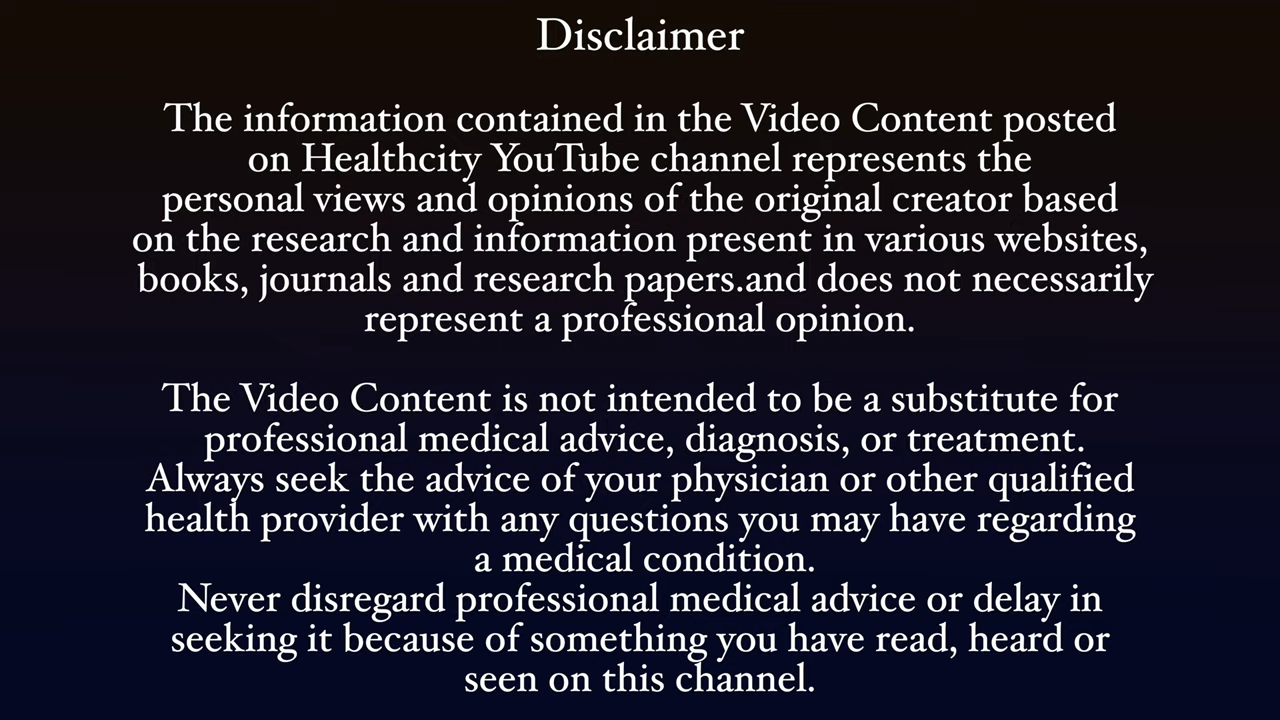 Disclaimer
The information contained in the Video Content posted
on Healthcity YouTube channel represents the
personal views and opinions of the original creator based
on the research and information present in various websites,
books, journals and research papers.and does not necessarily
represent a professional opinion.
The Video Content is not intended to be a substitute for
professional medical advice, diagnosis, or treatment.
Always seek the advice of your physician or other qualified
health provider with any questions you may have regarding
a medical condition.
Never disregard professional medical advice or delay in
seeking it because of something you have read, heard or
seen on this channel.